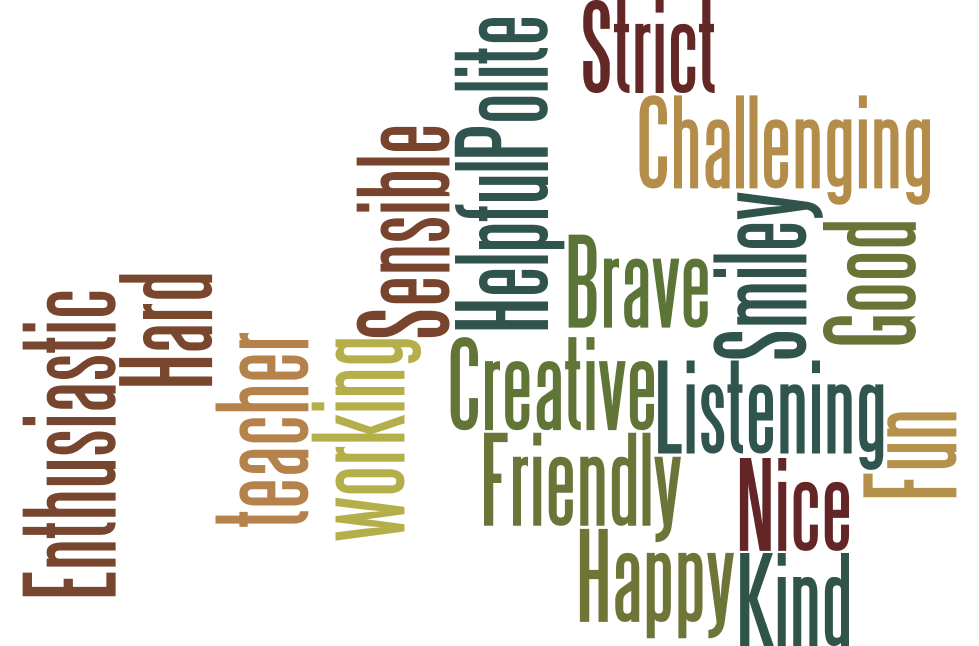 Strict
Challenging
Polite
Helpful
Sensible
Smiley
Good
Brave
Hard
Enthusiastic
teacher
working
Creative
Listening
Fun
Friendly
Nice
Happy
Kind